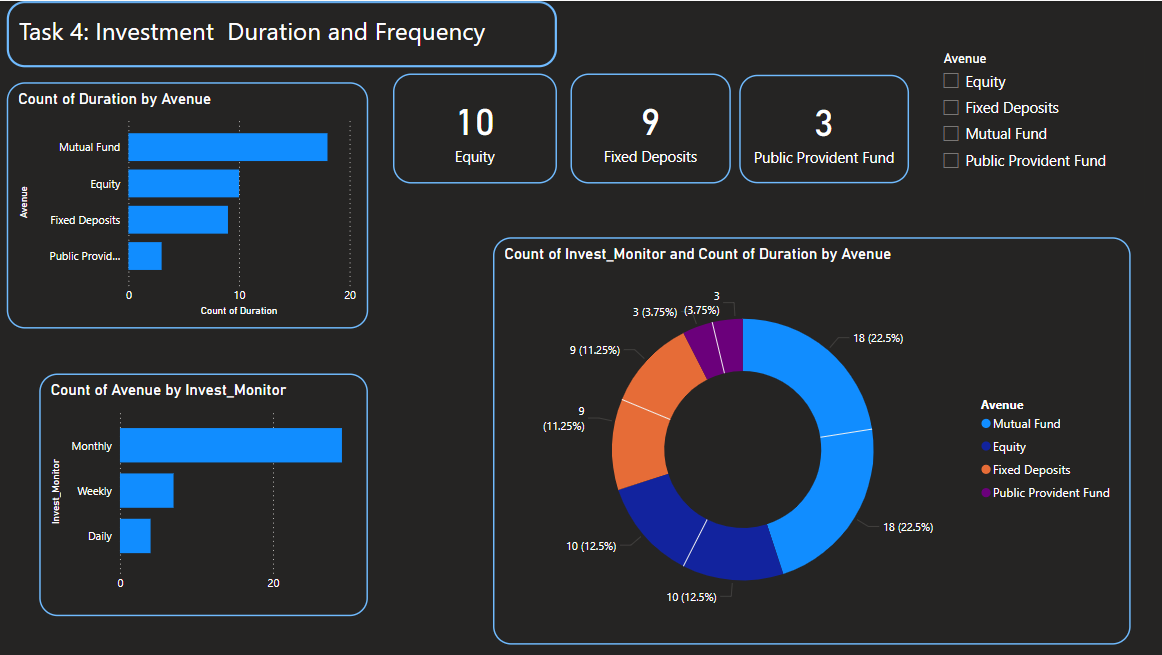 Task 4: Investment  Duration and Frequency
Count of Duration by Avenue
Avenue
Mutual Fund
Equity
Fixed Deposits
Public Provid...
0
10
20
Count of Duration
10
Equity
9
Fixed Deposits
3
Public Provident Fund
Avenue
Equity
Fixed Deposits
Mutual Fund
Public Provident Fund
Count of Avenue by Invest_Monitor
Invest_Monitor
Monthly
Weekly
Daily
0
20
Count of Invest_Monitor and Count of Duration by Avenue
3
(3.75%)
3 (3.75%)
18 (22.5%)
9 (11.25%)
9
(11.25%)
18 (22.5%)
10 (12.5%)
10 (12.5%)
Avenue
Mutual Fund
Equity
Fixed Deposits
Public Provident Fund